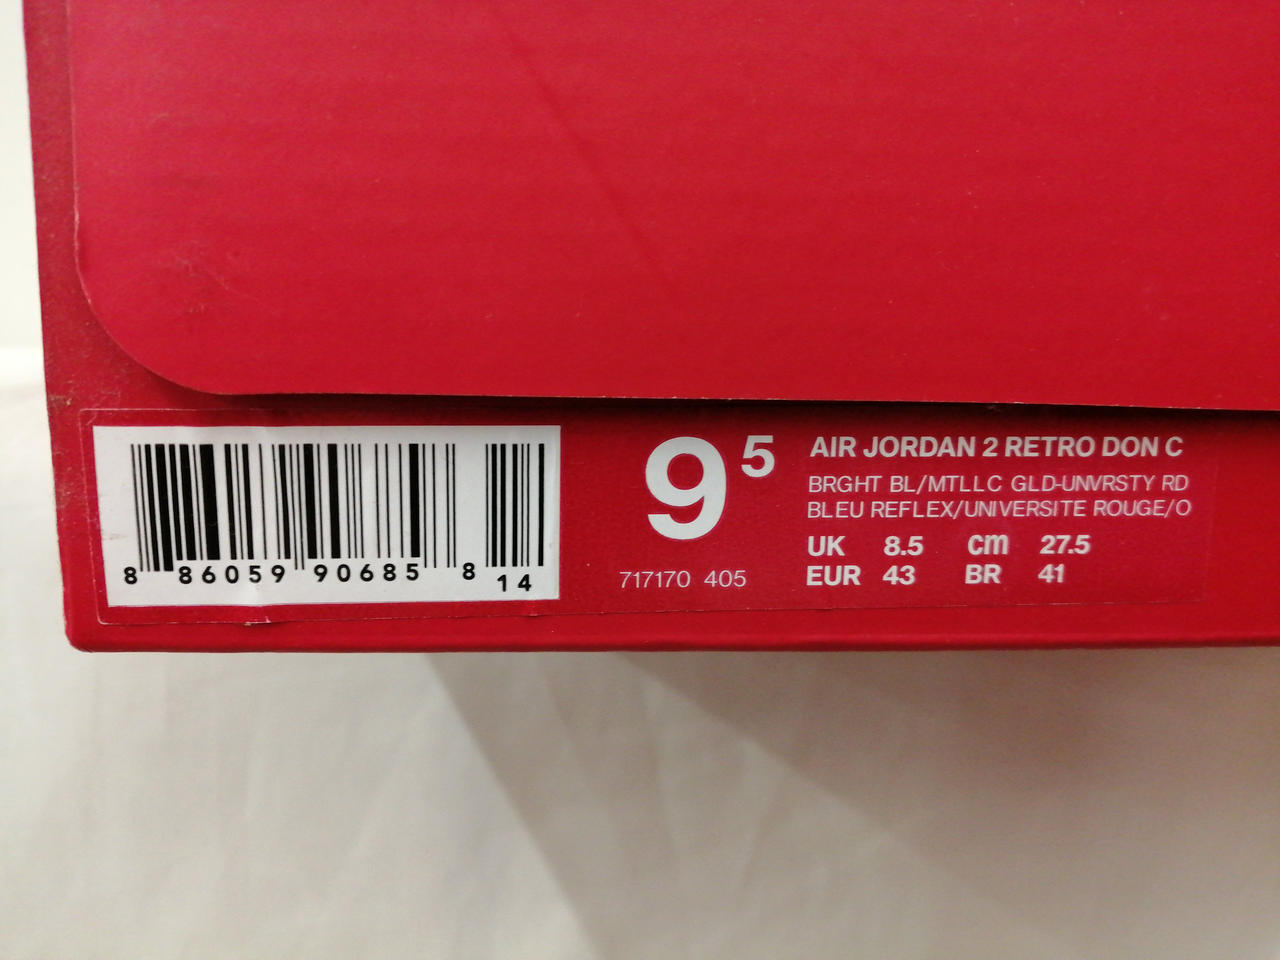 8 86059 90685 8 14
9 5
717170 405
AIR JORDAN 2 RETRO DON C
BRGHT BL/MTLLC GLD-UNVRSTY RD
BLEU REFLEX/UNIVERSITE ROUGE/O
UK 8.5 cm 27.5
EUR 43 BR 41